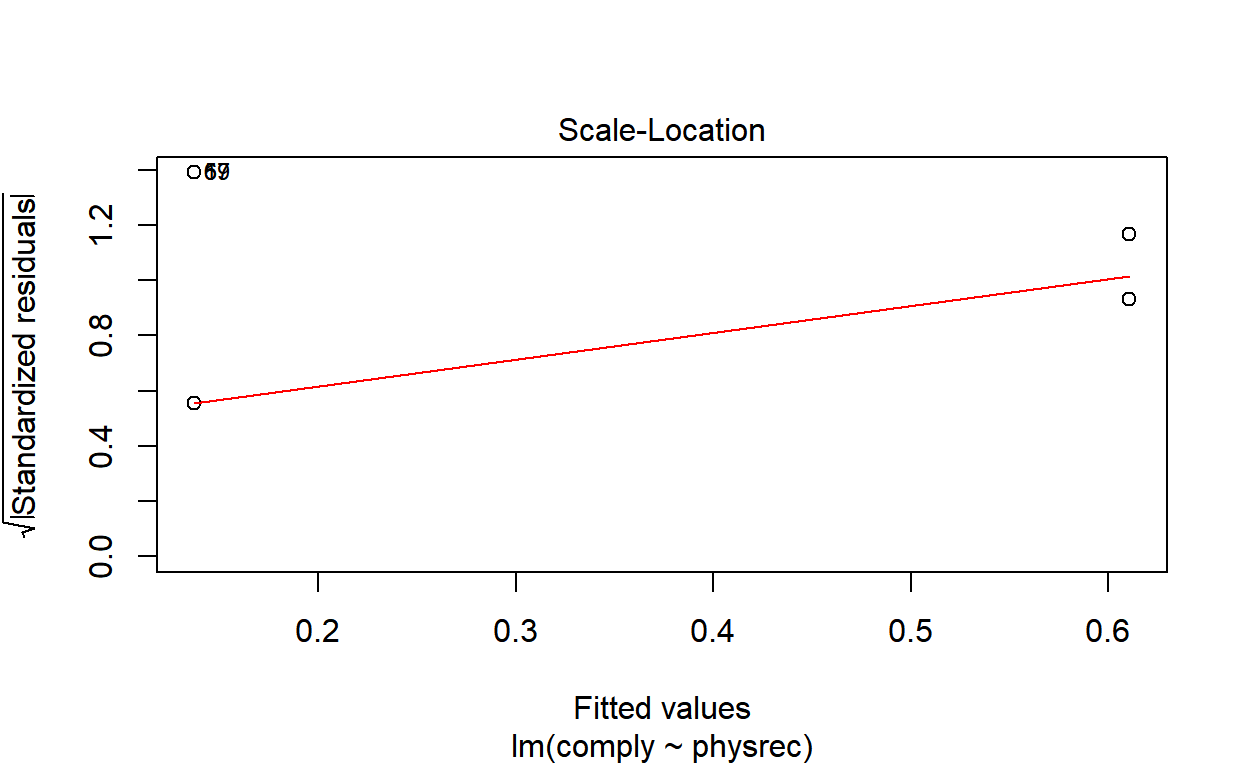 Scale-Location
√|Standardized residuals|
0.0
0.4
0.8
1.2
0.2 0.3 0.4 0.5 0.6
Fitted values
lm(comply ~ physrec)